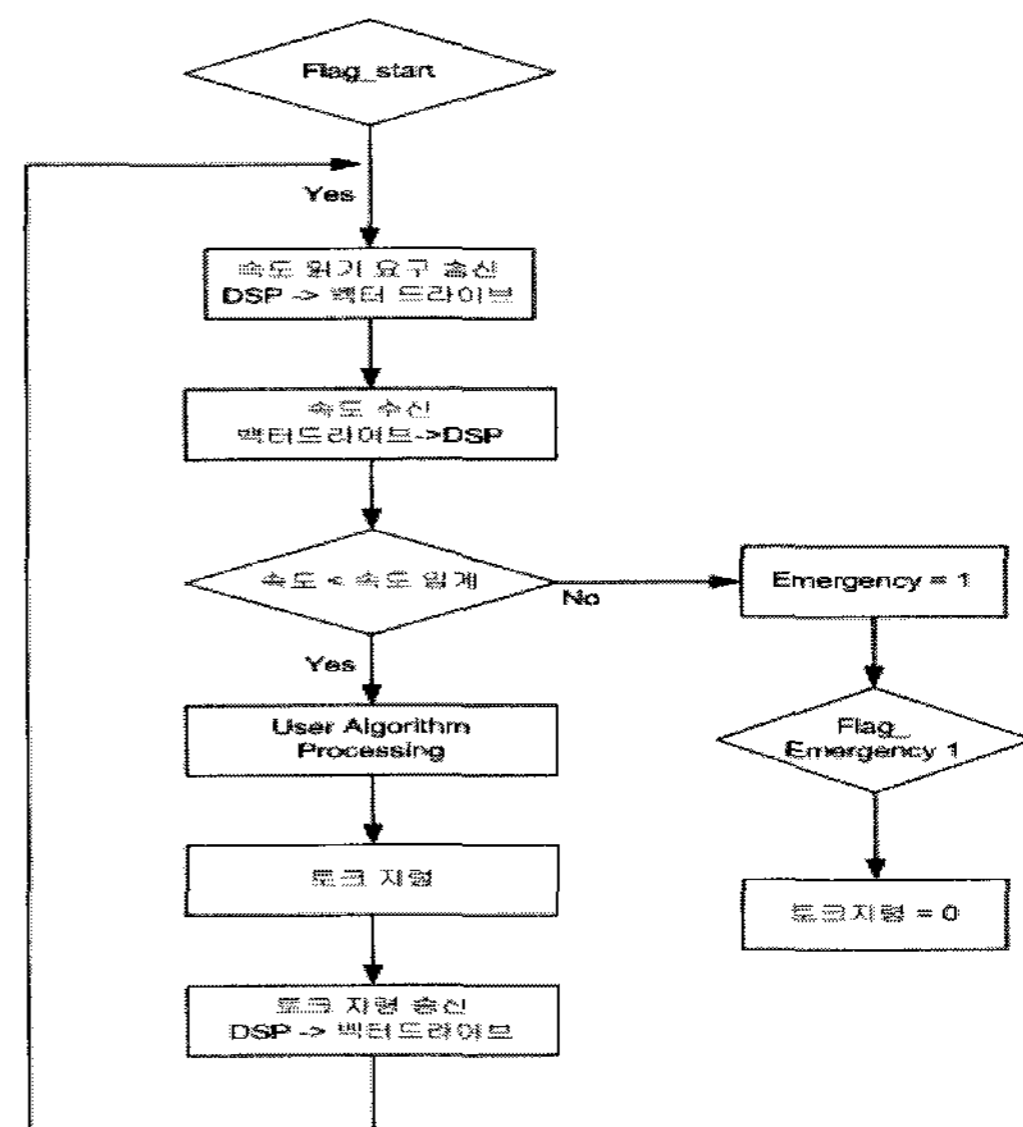 Flag_start
Yes
속도 읽기 요구 송신
DSP -> 벡터 드라이브
속도 수신
벡터드라이브->DSP
속도 < 속도 임계
No
Emergency = 1
Yes
User Algorithm
Processing
Flag_
Emergency 1
토크 지령
토크지령 = 0
토크 지령 송신
DSP -> 벡터드라이브